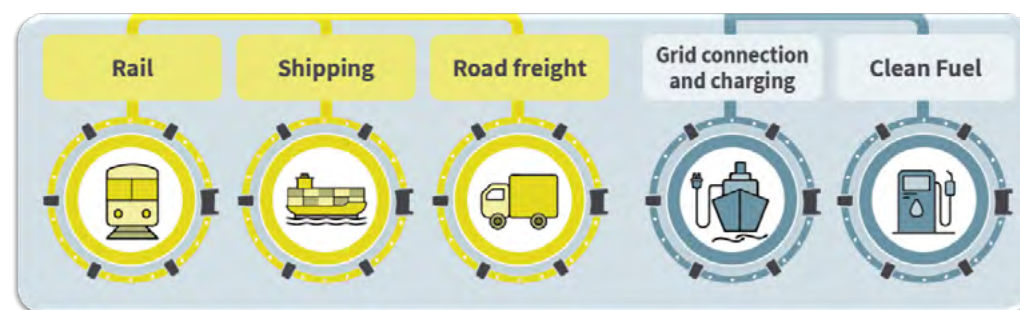 Rail
Shipping
Road freight
Grid connection
and charging
Clean Fuel